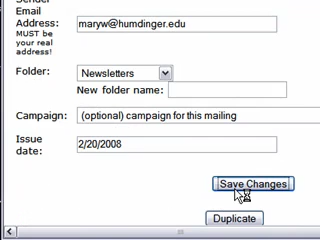 Email
Address: maryw@humdinger.edu
MUST be
your real
address!
Folder: Newsletters
New folder name:
Campaign: (optional) campaign for this mailing
Issue
date: 2/20/2008
Save Changes
Duplicate